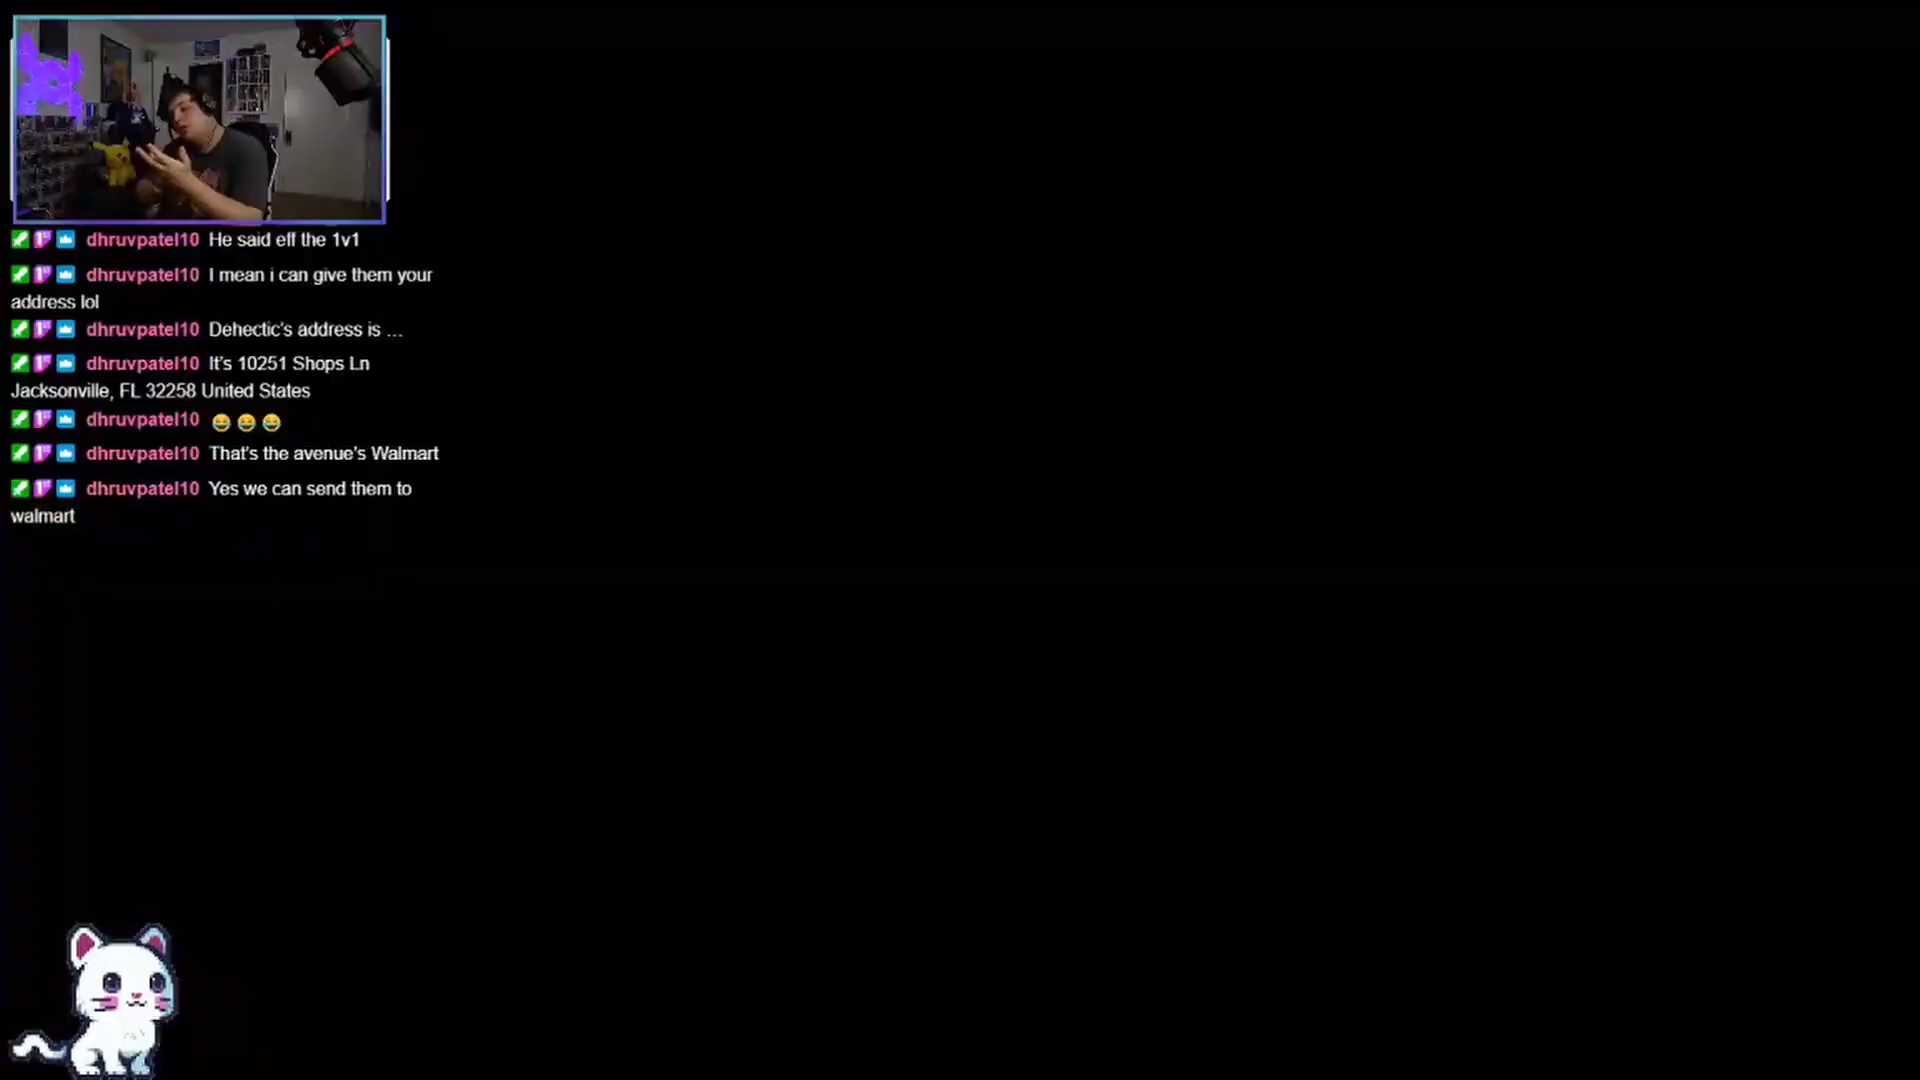 dhruvpatel10 He said eff the 1v1
dhruvpatel10 I mean i can give them your
address lol
dhruvpatel10 Dehectic's address is ...
dhruvpatel10 It's 10251 Shops Ln
Jacksonville, FL 32258 United States
dhruvpatel10 😂 😂 😂
dhruvpatel10 That's the avenue's Walmart
dhruvpatel10 Yes we can send them to
walmart